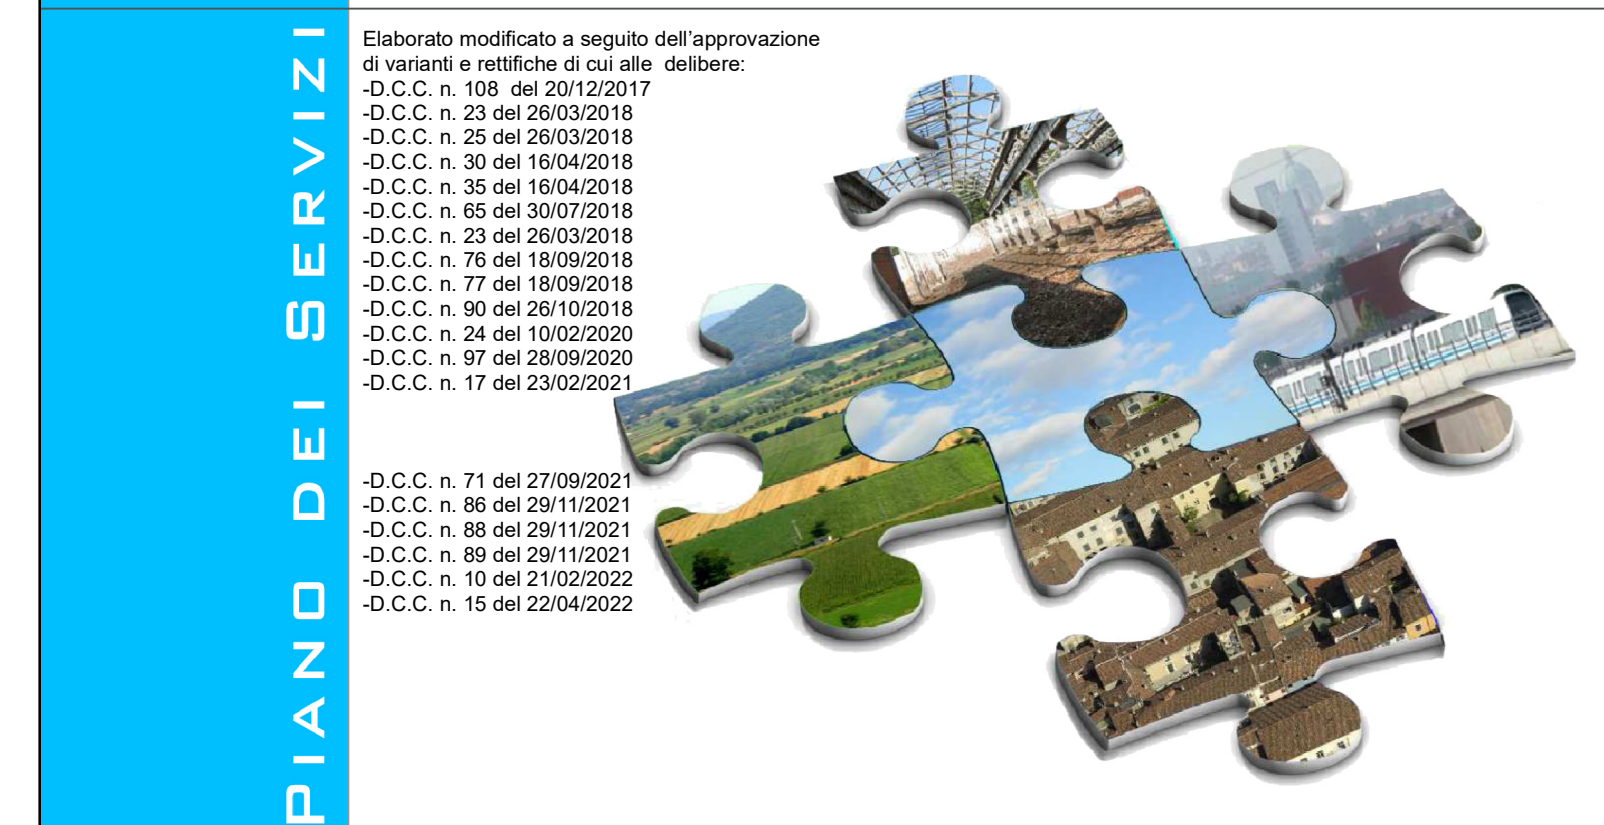 PIANO DEI SERVIZI
Elaborato modificato a seguito dell’approvazione
di varianti e rettifiche di cui alle  delibere:
-D.C.C. n. 108  del 20/12/2017
-D.C.C. n. 23 del 26/03/2018
-D.C.C. n. 25 del 26/03/2018
-D.C.C. n. 30 del 16/04/2018
-D.C.C. n. 35 del 16/04/2018
-D.C.C. n. 65 del 30/07/2018
-D.C.C. n. 23 del 26/03/2018
-D.C.C. n. 76 del 18/09/2018
-D.C.C. n. 77 del 18/09/2018
-D.C.C. n. 90 del 26/10/2018
-D.C.C. n. 24 del 10/02/2020
-D.C.C. n. 97 del 28/09/2020
-D.C.C. n. 17 del 23/02/2021
-D.C.C. n. 71 del 27/09/2021
-D.C.C. n. 86 del 29/11/2021
-D.C.C. n. 88 del 29/11/2021
-D.C.C. n. 89 del 29/11/2021
-D.C.C. n. 10 del 21/02/2022
-D.C.C. n. 15 del 22/04/2022